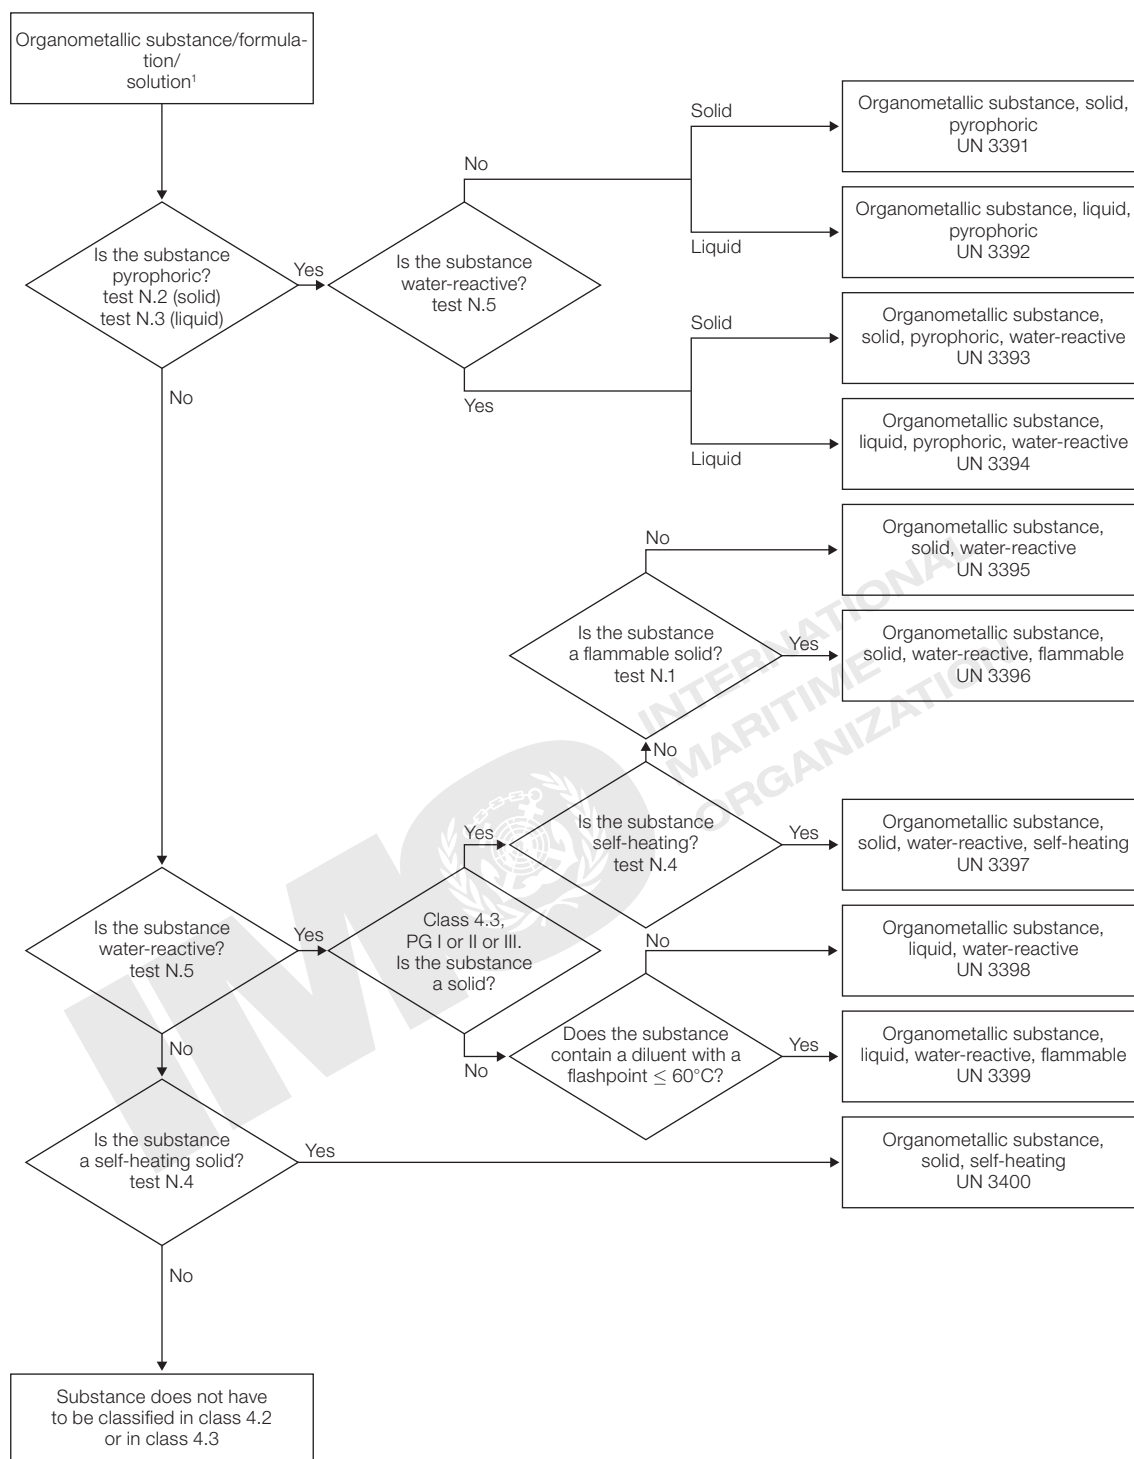 Organometallic substance/formula-
tion/
solution¹
Solid
Organometallic substance, solid,
pyrophoric
UN 3391
No
Organometallic substance, liquid,
pyrophoric
UN 3392
Liquid
Is the substance
pyrophoric?
test N.2 (solid)
test N.3 (liquid)
Yes
Is the substance
water-reactive?
test N.5
Solid
Organometallic substance,
solid, pyrophoric, water-reactive
UN 3393
No
Yes
Organometallic substance,
liquid, pyrophoric, water-reactive
UN 3394
Liquid
No
Organometallic substance,
solid, water-reactive
UN 3395
Is the substance
a flammable solid?
test N.1
Yes
Organometallic substance,
solid, water-reactive, flammable
UN 3396
No
Is the substance
self-heating?
test N.4
Yes
Yes
Organometallic substance,
solid, water-reactive, self-heating
UN 3397
Is the substance
water-reactive?
test N.5
Yes
Class 4.3,
PG I or II or III.
Is the substance
a solid?
No
Organometallic substance,
liquid, water-reactive
UN 3398
No
No
Does the substance
contain a diluent with a
flashpoint ≤ 60°C?
Yes
Organometallic substance,
liquid, water-reactive, flammable
UN 3399
Is the substance
a self-heating solid?
test N.4
Yes
Organometallic substance,
solid, self-heating
UN 3400
No
Substance does not have
to be classified in class 4.2
or in class 4.3
IMO
INTERNATIONAL
MARITIME
ORGANIZATION